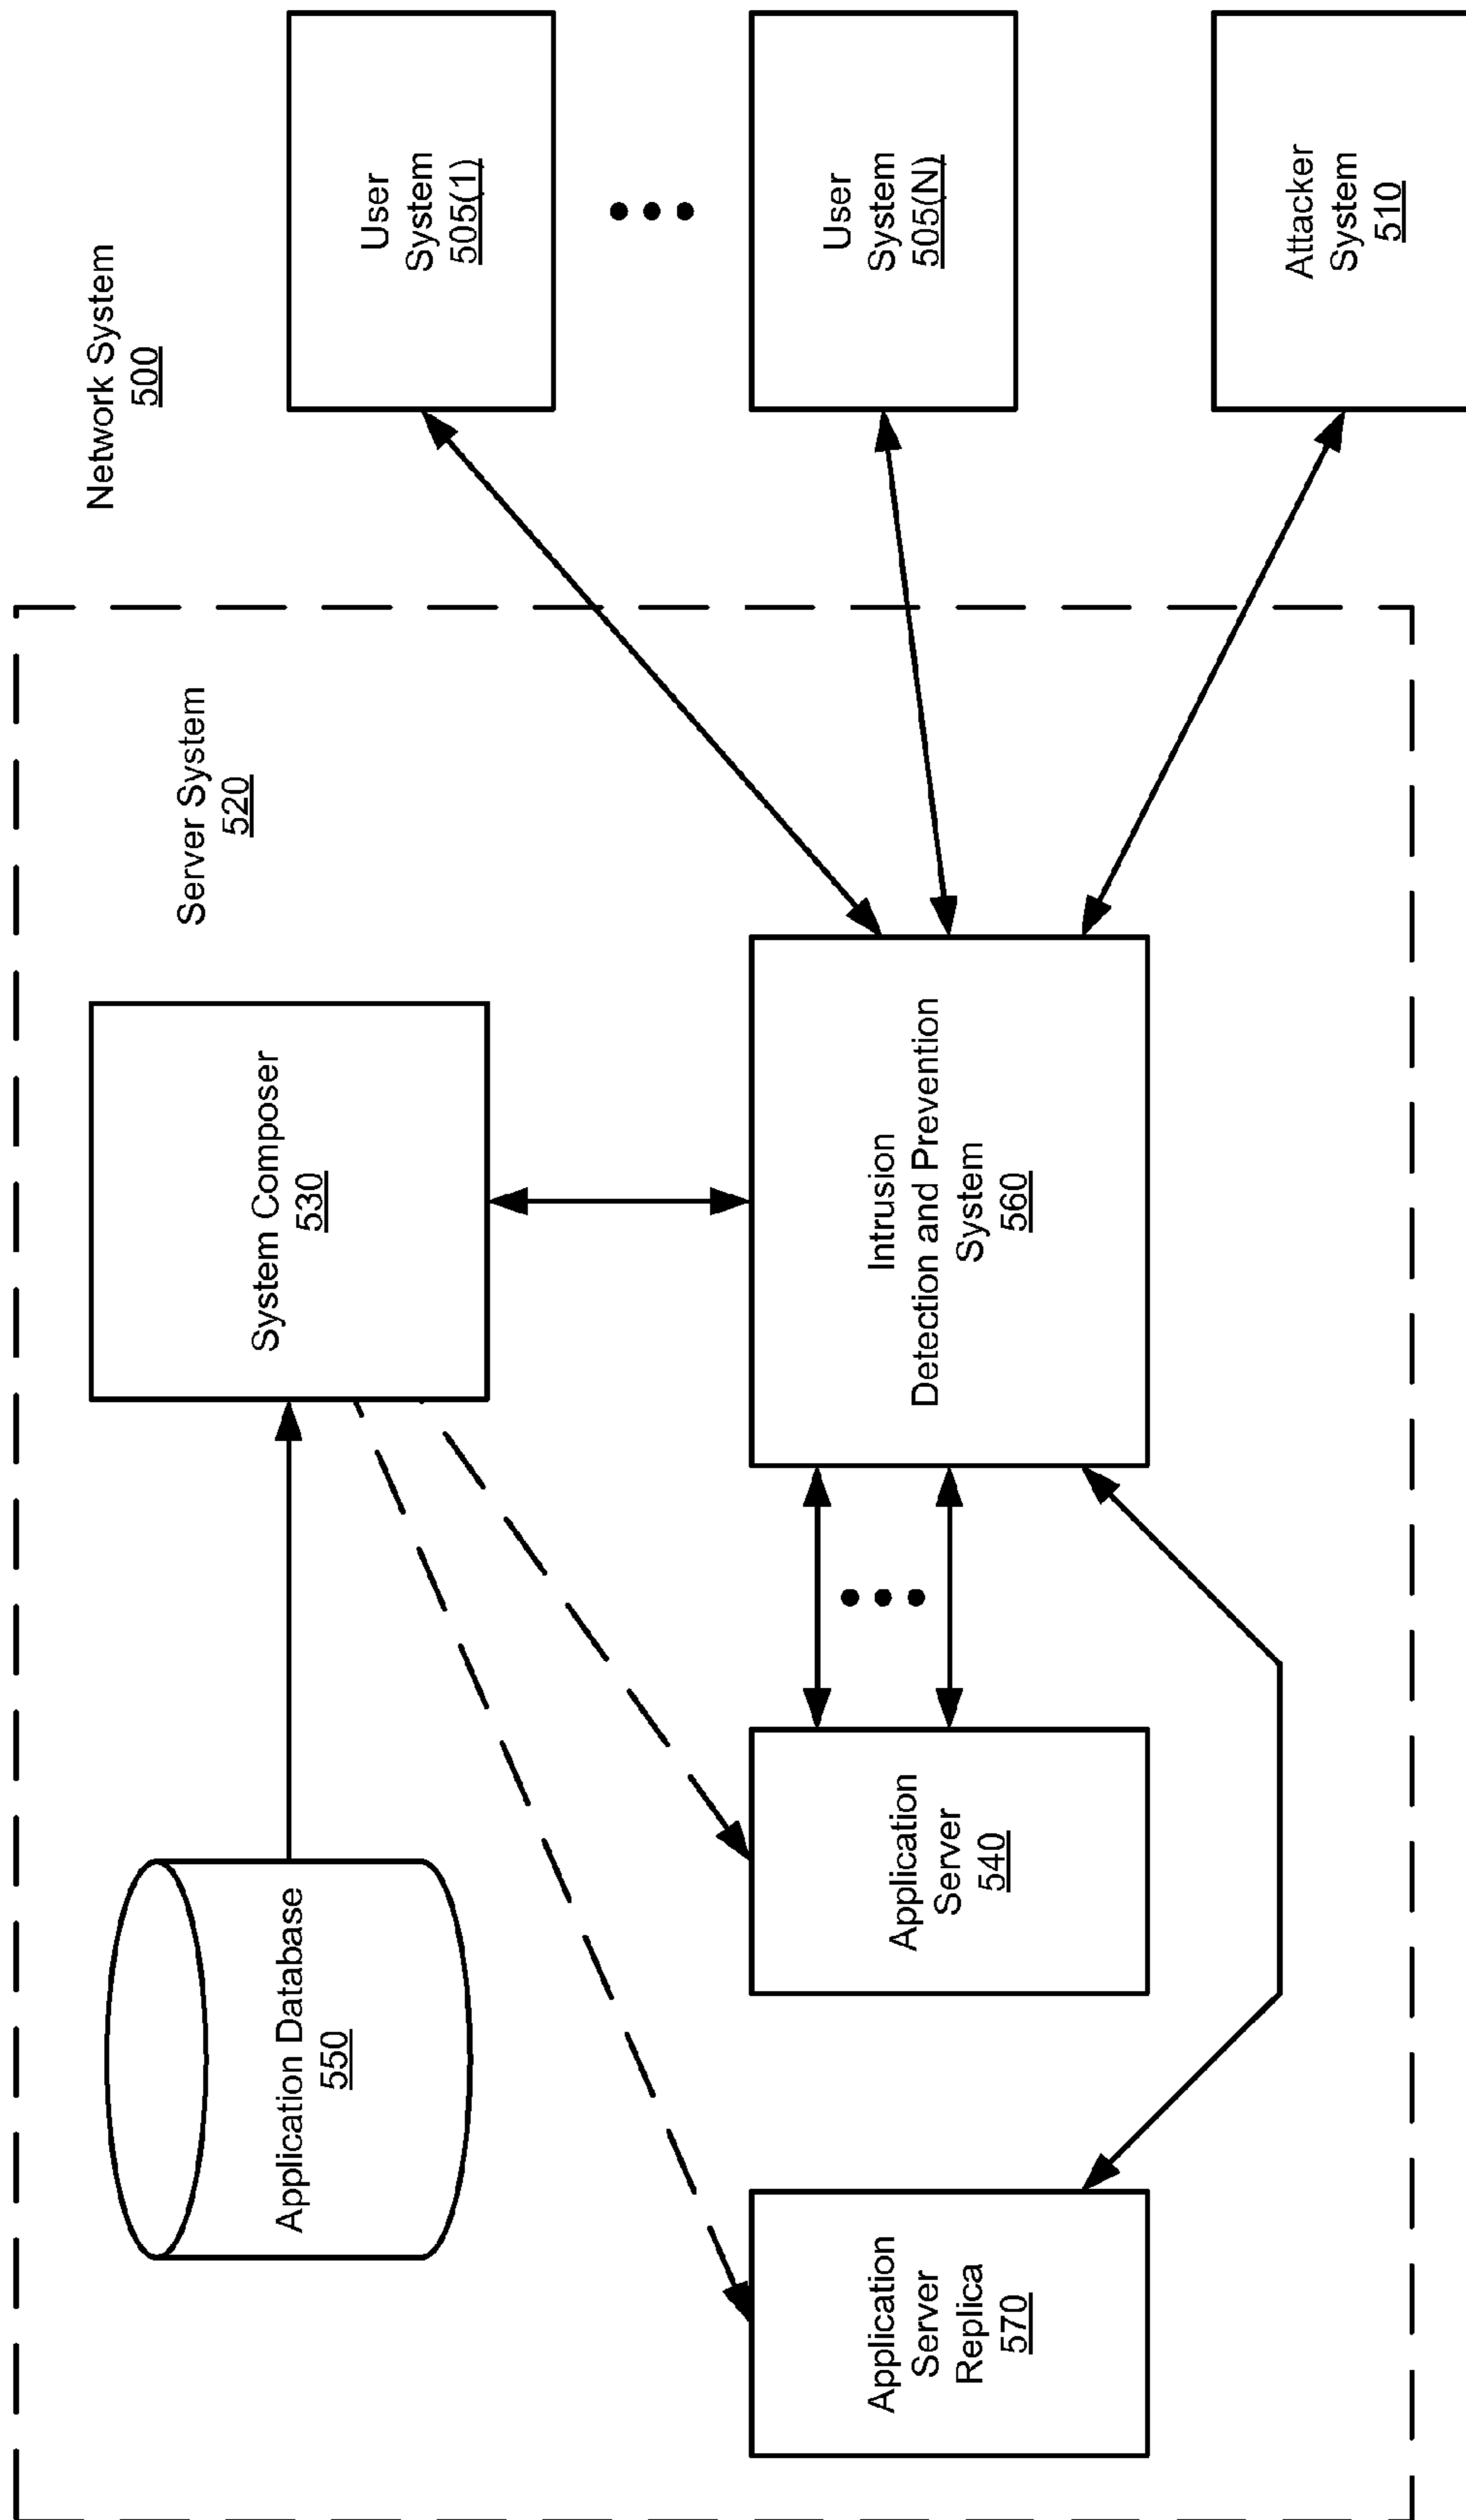 Network System
500
Server System
520
Application Database
550
System Composer
530
User
System
505(1)
User
System
505(N)
Application
Server
Replica
570
Application
Server
540
Intrusion
Detection and Prevention
System
560
Attacker
System
510